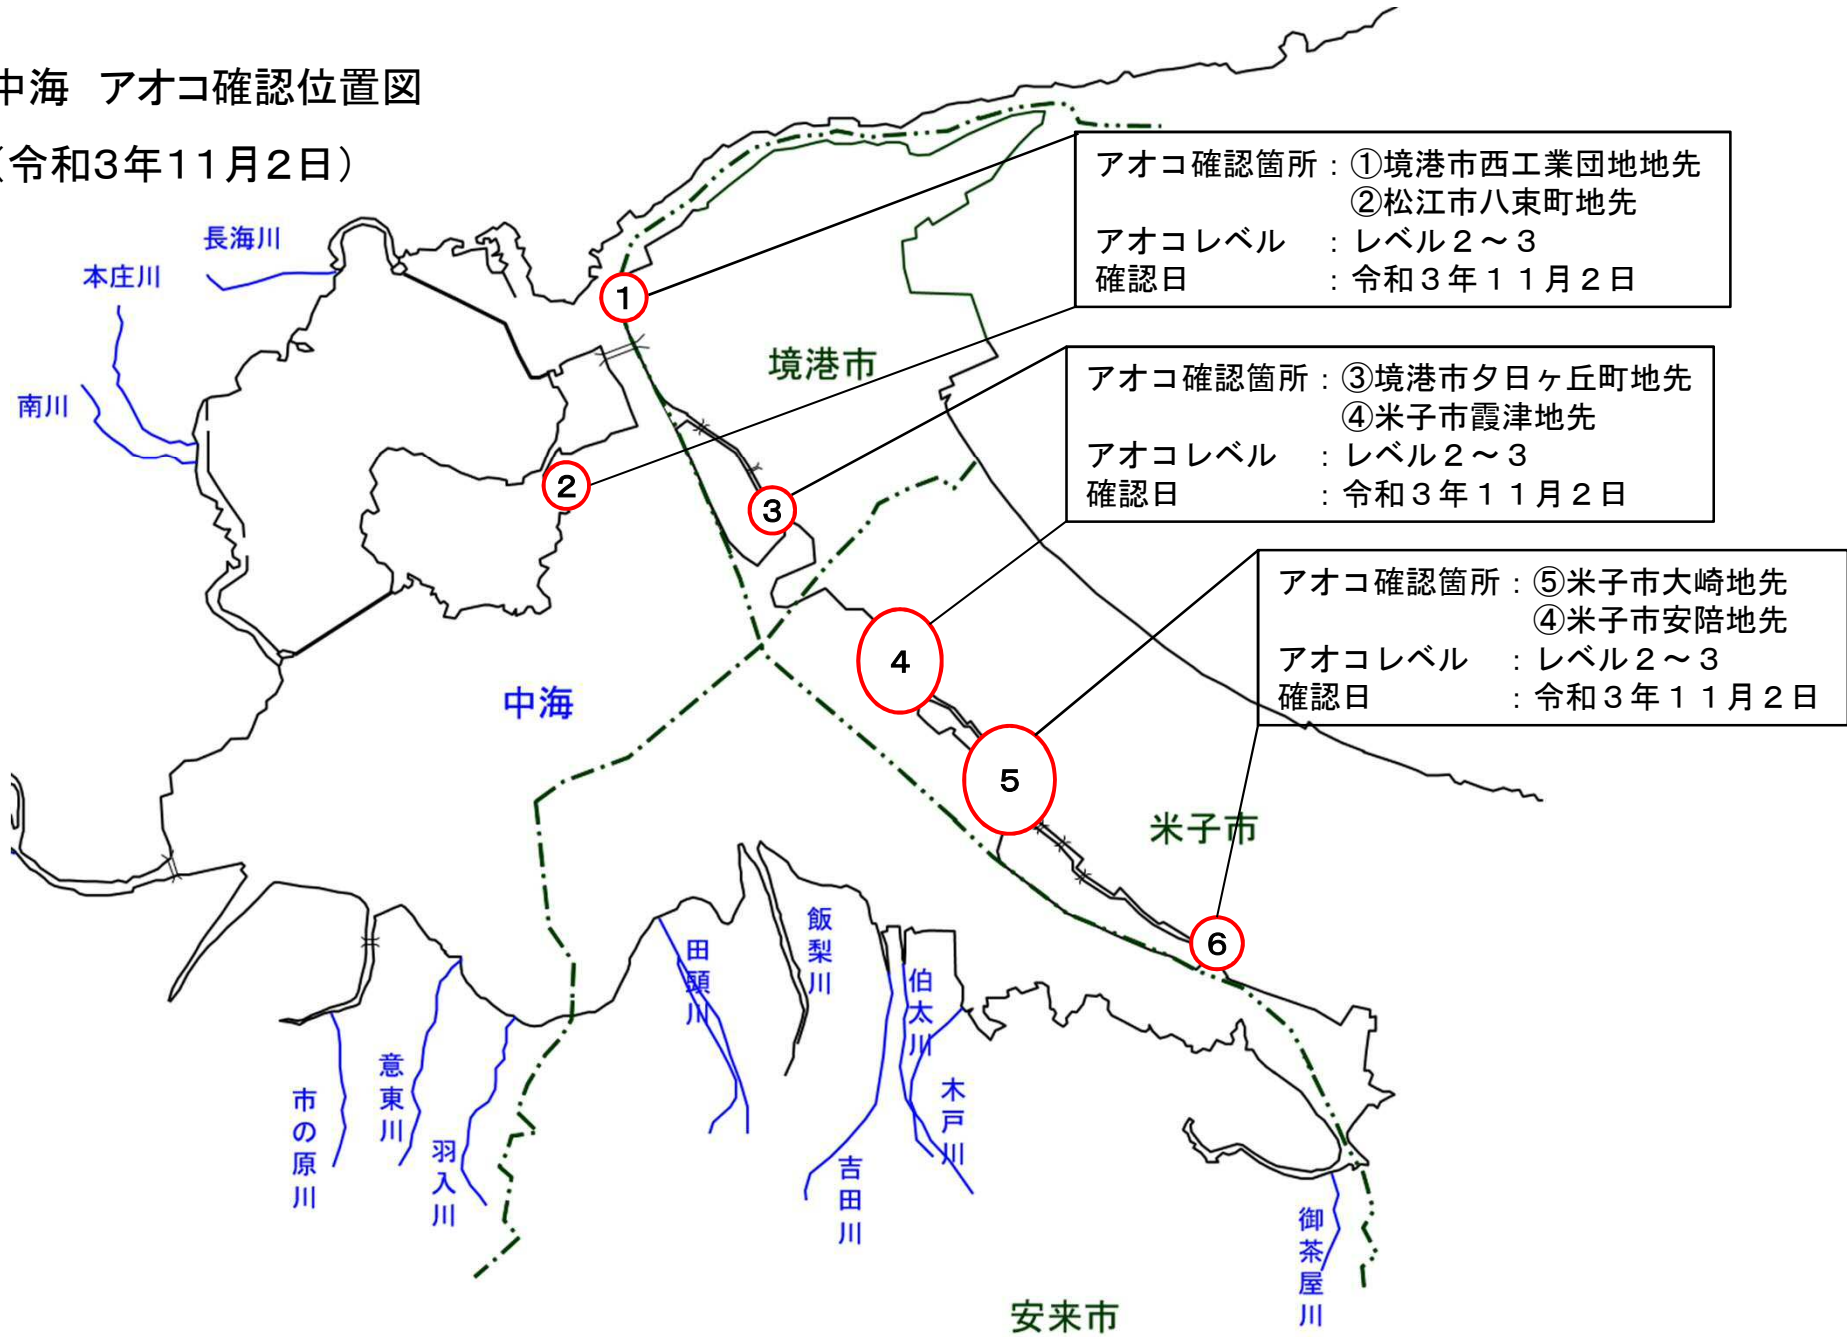 中海 アオコ確認位置図
（令和3年11月2日）
アオコ確認箇所：①境港市西工業団地地先
②松江市八束町地先
アオコレベル ：レベル２～３
確認日 ：令和３年１１月２日
アオコ確認箇所：③境港市夕日ヶ丘町地先
④米子市霞津地先
アオコレベル ：レベル２～３
確認日 ：令和３年１１月２日
アオコ確認箇所：⑤米子市大崎地先
④米子市安陪地先
アオコレベル ：レベル２～３
確認日 ：令和３年１１月２日
長海川
本庄川
南川
境港市
中海
米子市
安来市
1
2
3
4
5
6
市の原川
意東川
羽入川
田頭川
飯梨川
吉田川
伯太川
木戸川
御茶屋川